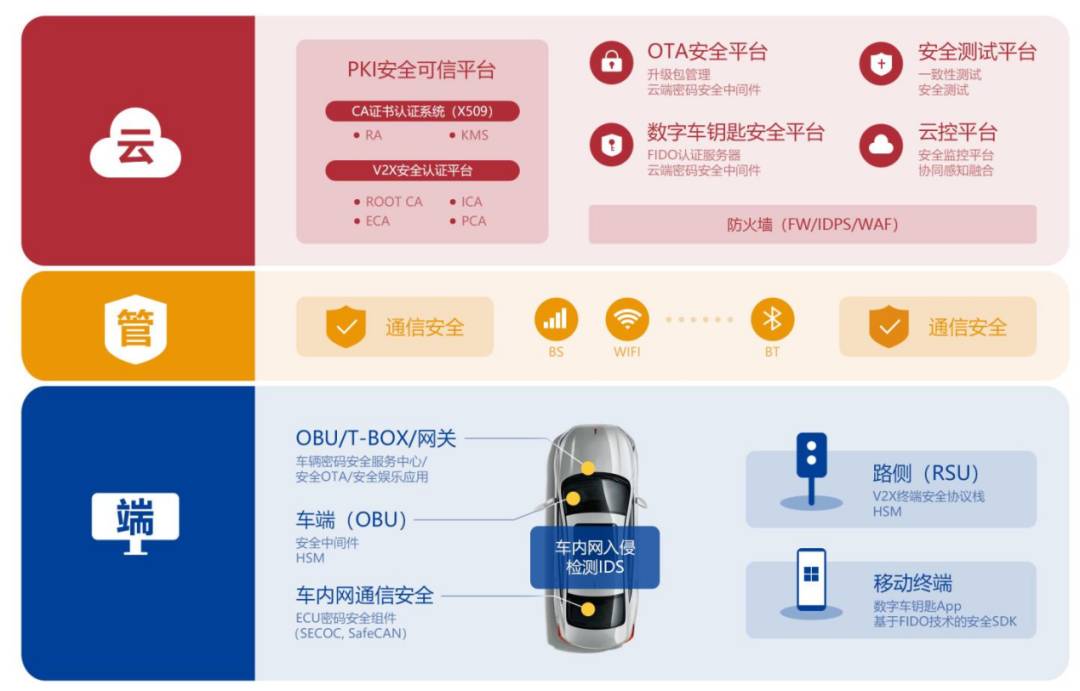 云
PKI安全可信平台
CA证书认证系统（X509）
• RA
• KMS
V2X安全认证平台
• ROOT CA
• ICA
• ECA
• PCA
OTA安全平台
升级包管理
云端密码安全中间件
安全测试平台
一致性测试
安全测试
数字车钥匙安全平台
FIDO认证服务器
云端密码安全中间件
云控平台
安全监控平台
协同感知融合
防火墙（FW/IDPS/WAF）
管
通信安全
BS
WIFI
BT
通信安全
端
OBU/T-BOX/网关
车辆密码安全服务中心/
安全OTA/安全娱乐应用
车端（OBU）
安全中间件
HSM
车内网通信安全
ECU密码安全组件
(SECOC, SafeCAN)
车内网入侵
检测IDS
路侧（RSU）
V2X终端安全协议栈
HSM
移动终端
数字车钥匙App
基于FIDO技术的安全SDK